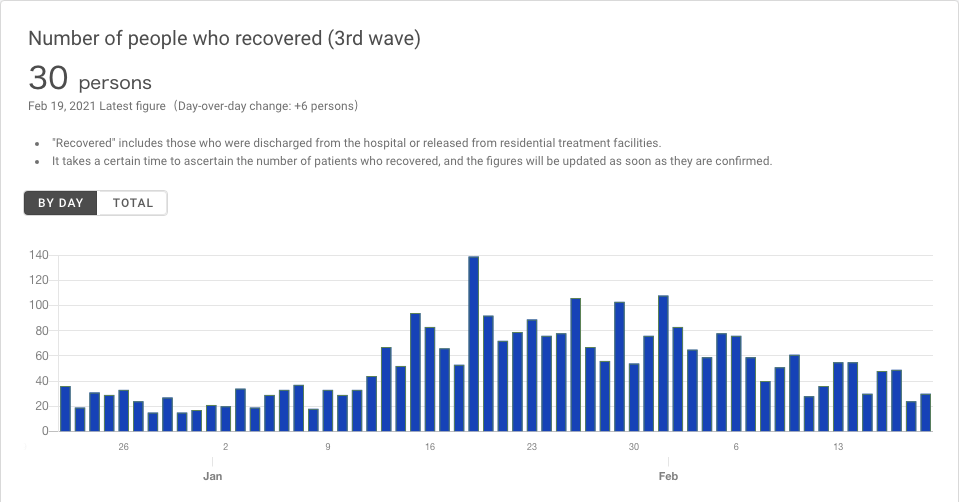 Number of people who recovered (3rd wave)
30 persons
Feb 19, 2021 Latest figure（Day-over-day change: +6 persons）
• "Recovered" includes those who were discharged from the hospital or released from residential treatment facilities.
• It takes a certain time to ascertain the number of patients who recovered, and the figures will be updated as soon as they are confirmed.
BY DAY TOTAL
140
120
100
80
60
40
20
0
26 2 9 16 23 30 6 13
Jan Feb